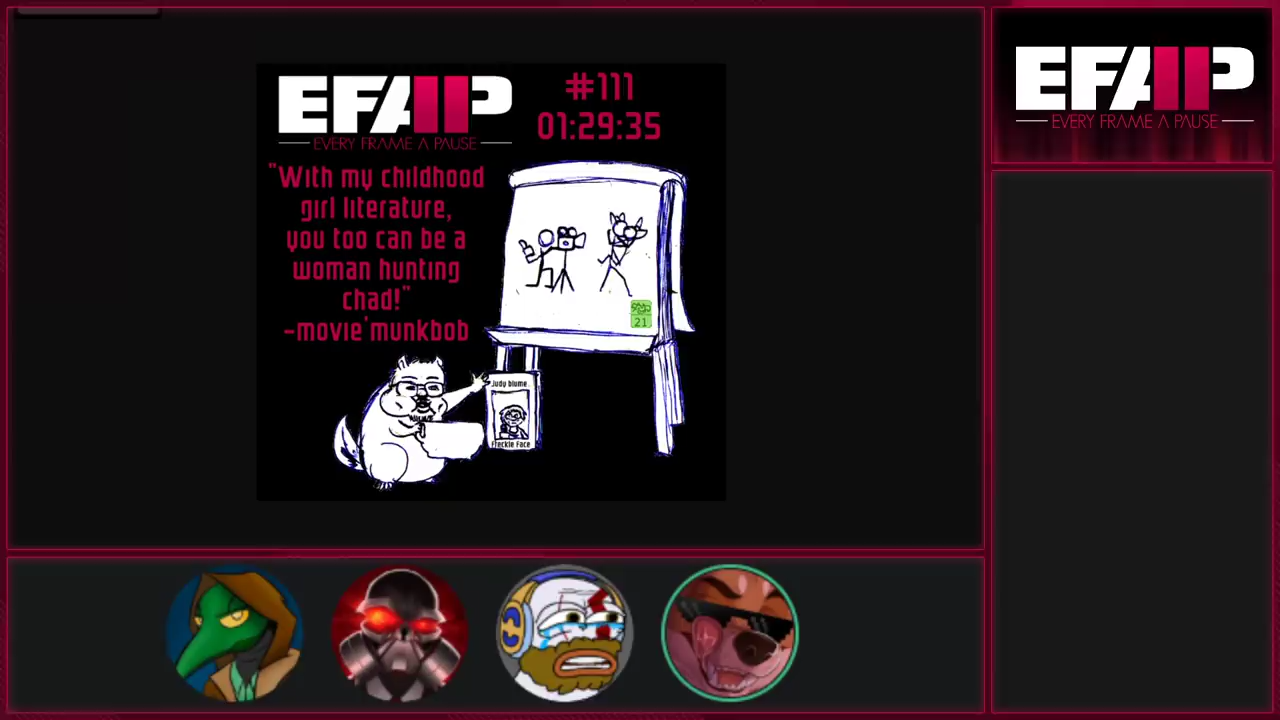 EFAP
EVERY FRAME A PAUSE
#111
01:29:35
"With my childhood
girl literature,
you too can be a
woman hunting
chad!"
-movie'munkbob
21
Judy blume
Freckle Face
EFAP
EVERY FRAME A PAUSE